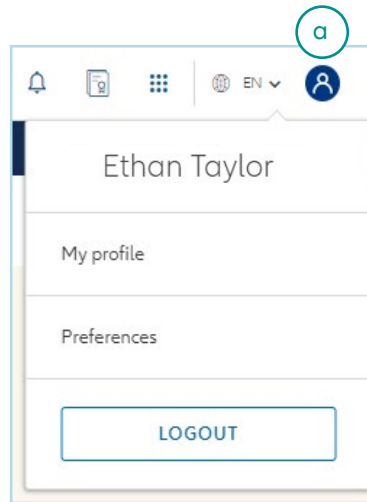 a
EN
Ethan Taylor
My profile
Preferences
LOGOUT